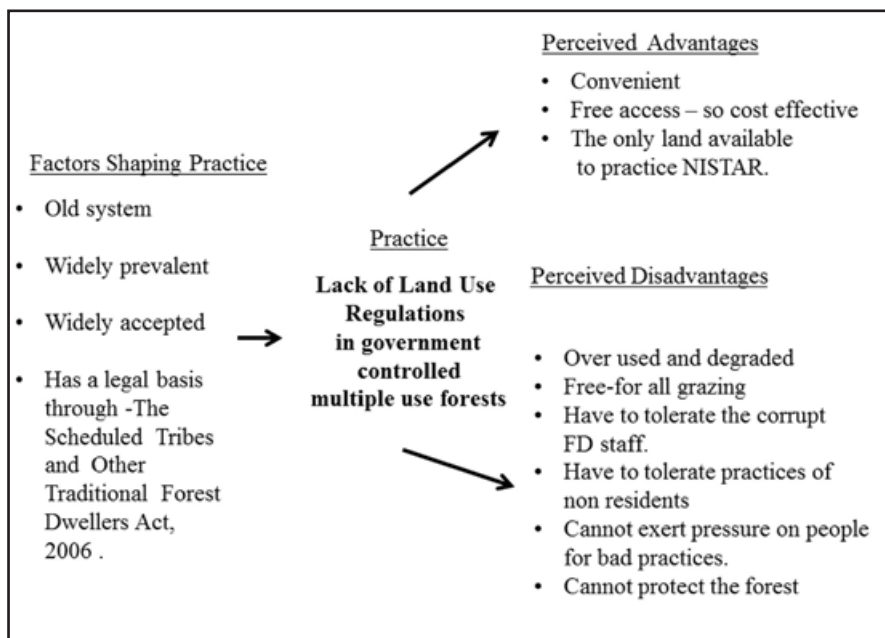 Factors Shaping Practice
• Old system
• Widely prevalent
• Widely accepted
• Has a legal basis
through -The
Scheduled Tribes
and Other
Traditional Forest
Dwellers Act,
2006 .
Practice
Lack of Land Use
Regulations
in government
controlled
multiple use forests
Perceived Advantages
• Convenient
• Free access – so cost effective
• The only land available
to practice NISTAR.
Perceived Disadvantages
• Over used and degraded
• Free-for all grazing
• Have to tolerate the corrupt
FD staff.
• Have to tolerate practices of
non residents
• Cannot exert pressure on people
for bad practices.
• Cannot protect the forest